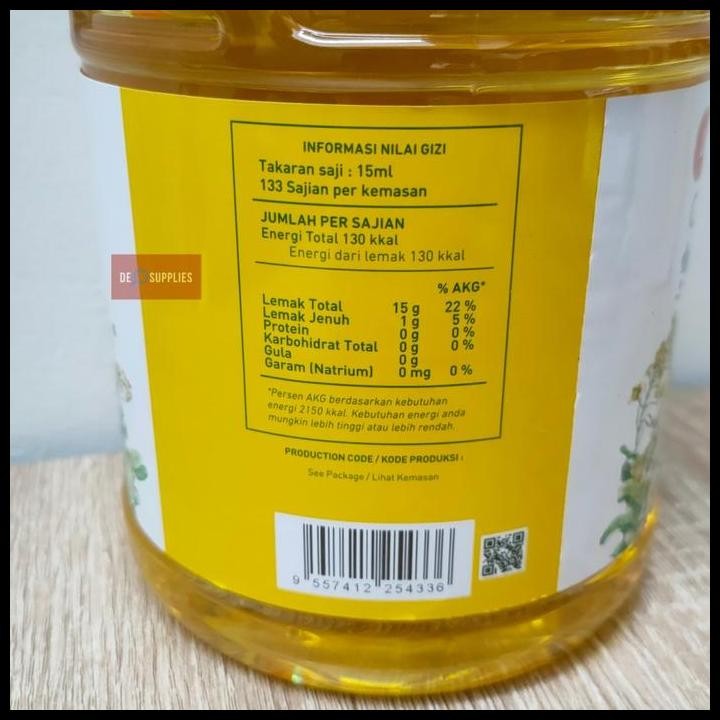 INFORMASI NILAI GIZI
Takaran saji : 15ml
133 Sajian per kemasan
JUMLAH PER SAJIAN
Energi Total 130 kkal
Energi dari lemak 130 kkal
% AKG*
Lemak Total 15 g 22 %
Lemak Jenuh 1 g 5 %
Protein 0 g 0 %
Karbohidrat Total 0 g 0 %
Gula 0 g
Garam (Natrium) 0 mg 0 %
*Persen AKG berdasarkan kebutuhan
energi 2150 kkal. Kebutuhan energi anda
mungkin lebih tinggi atau lebih rendah.
PRODUCTION CODE / KODE PRODUKSI :
See Package / Lihat Kemasan
9 557412 254336
SUPPLIES